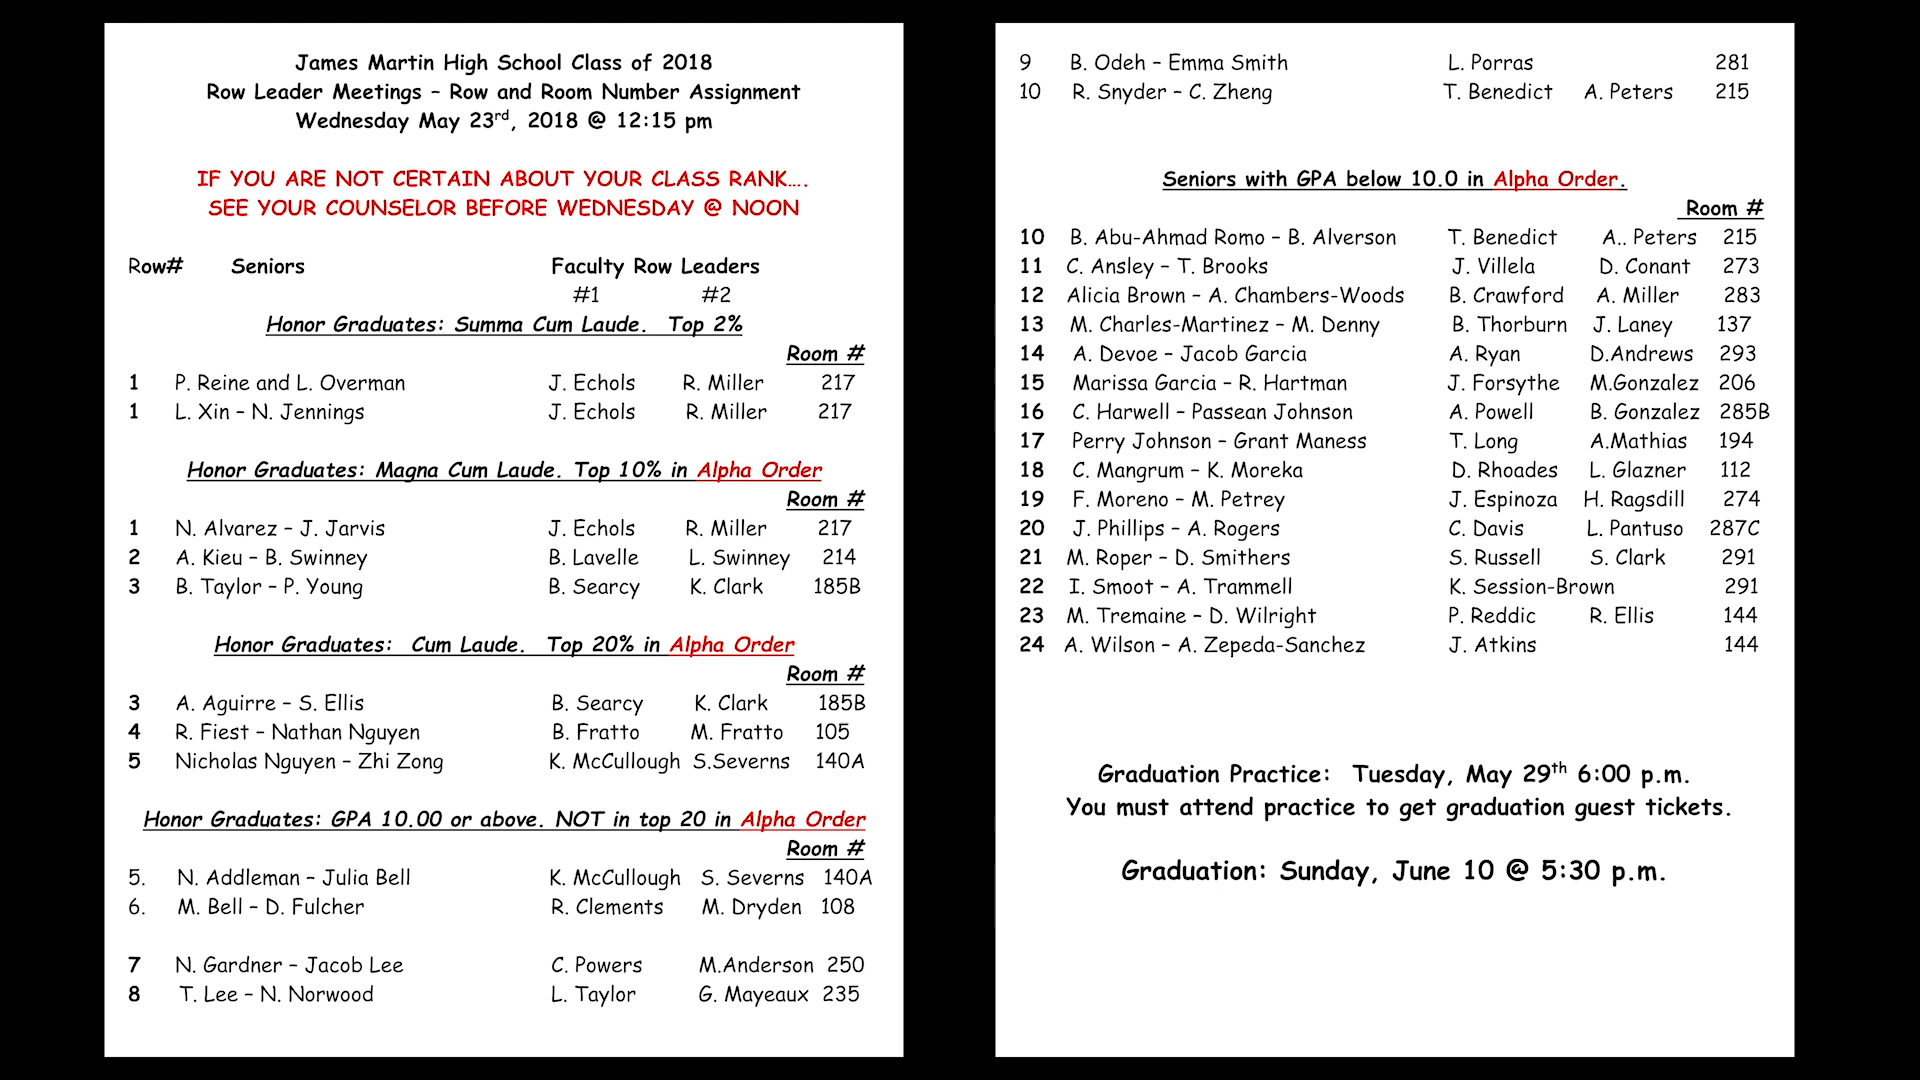 James Martin High School Class of 2018
Row Leader Meetings – Row and Room Number Assignment
Wednesday May 23rd, 2018 @ 12:15 pm
IF YOU ARE NOT CERTAIN ABOUT YOUR CLASS RANK….
SEE YOUR COUNSELOR BEFORE WEDNESDAY @ NOON
Row# Seniors Faculty Row Leaders
#1 #2
Honor Graduates: Summa Cum Laude. Top 2%
Room #
1 P. Reine and L. Overman J. Echols R. Miller 217
1 L. Xin – N. Jennings J. Echols R. Miller 217
Honor Graduates: Magna Cum Laude. Top 10% in Alpha Order
Room #
1 N. Alvarez – J. Jarvis J. Echols R. Miller 217
2 A. Kieu – B. Swinney B. Lavelle L. Swinney 214
3 B. Taylor – P. Young B. Searcy K. Clark 185B
Honor Graduates: Cum Laude. Top 20% in Alpha Order
Room #
3 A. Aguirre – S. Ellis B. Searcy K. Clark 185B
4 R. Fiest – Nathan Nguyen B. Fratto M. Fratto 105
5 Nicholas Nguyen – Zhi Zong K. McCullough S.Severns 140A
Honor Graduates: GPA 10.00 or above. NOT in top 20 in Alpha Order
Room #
5. N. Addleman – Julia Bell K. McCullough S. Severns 140A
6. M. Bell – D. Fulcher R. Clements M. Dryden 108
7 N. Gardner – Jacob Lee C. Powers M.Anderson 250
8 T. Lee – N. Norwood L. Taylor G. Mayeaux 235
9 B. Odeh – Emma Smith L. Porras 281
10 R. Snyder – C. Zheng T. Benedict A. Peters 215
Seniors with GPA below 10.0 in Alpha Order.
Room #
10 B. Abu-Ahmad Romo – B. Alverson T. Benedict A.. Peters 215
11 C. Ansley – T. Brooks J. Villela D. Conant 273
12 Alicia Brown – A. Chambers-Woods B. Crawford A. Miller 283
13 M. Charles-Martinez – M. Denny B. Thorburn J. Laney 137
14 A. Devoe – Jacob Garcia A. Ryan D.Andrews 293
15 Marissa Garcia – R. Hartman J. Forsythe M.Gonzalez 206
16 C. Harwell – Passean Johnson A. Powell B. Gonzalez 285B
17 Perry Johnson – Grant Maness T. Long A.Mathias 194
18 C. Mangrum – K. Moreka D. Rhoades L. Glazner 112
19 F. Moreno – M. Petrey J. Espinoza H. Ragsdill 274
20 J. Phillips – A. Rogers C. Davis L. Pantuso 287C
21 M. Roper – D. Smithers S. Russell S. Clark 291
22 I. Smoot – A. Trammell K. Session-Brown 291
23 M. Tremaine – D. Wilright P. Reddic R. Ellis 144
24 A. Wilson – A. Zepeda-Sanchez J. Atkins 144
Graduation Practice: Tuesday, May 29th 6:00 p.m.
You must attend practice to get graduation guest tickets.
Graduation: Sunday, June 10 @ 5:30 p.m.